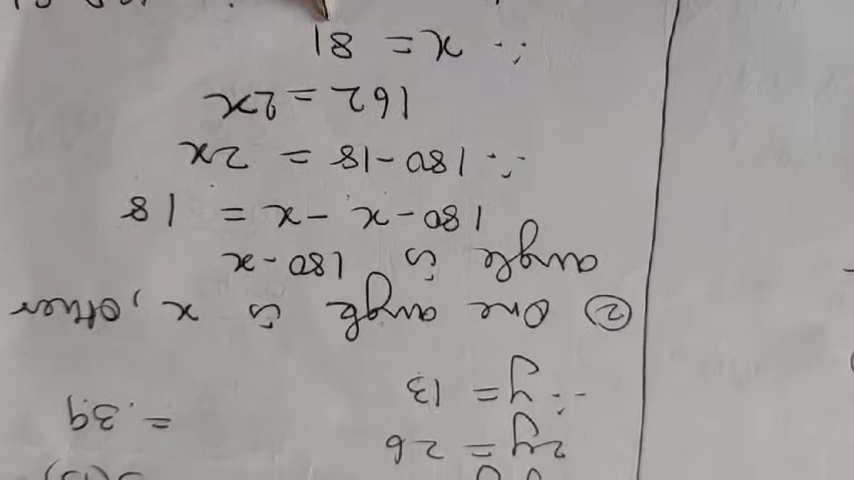 2y = 26
∴ y = 13
= 39
② One angle is x, other
angle is 180 - x
180 - x - x = 18
∴ 180 - 18 = 2x
162 = 2x
∴ x = 81